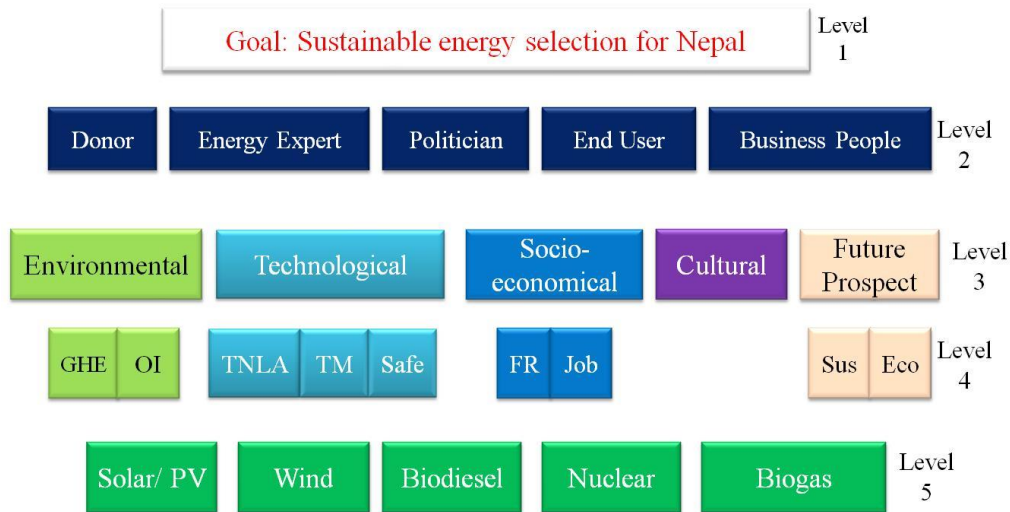 Goal: Sustainable energy selection for Nepal
Level
1
Donor
Energy Expert
Politician
End User
Business People
Level
2
Environmental
Technological
Socio-
economical
Cultural
Future
Prospect
Level
3
GHE
OI
TNLA
TM
Safe
FR
Job
Sus
Eco
Level
4
Solar/ PV
Wind
Biodiesel
Nuclear
Biogas
Level
5